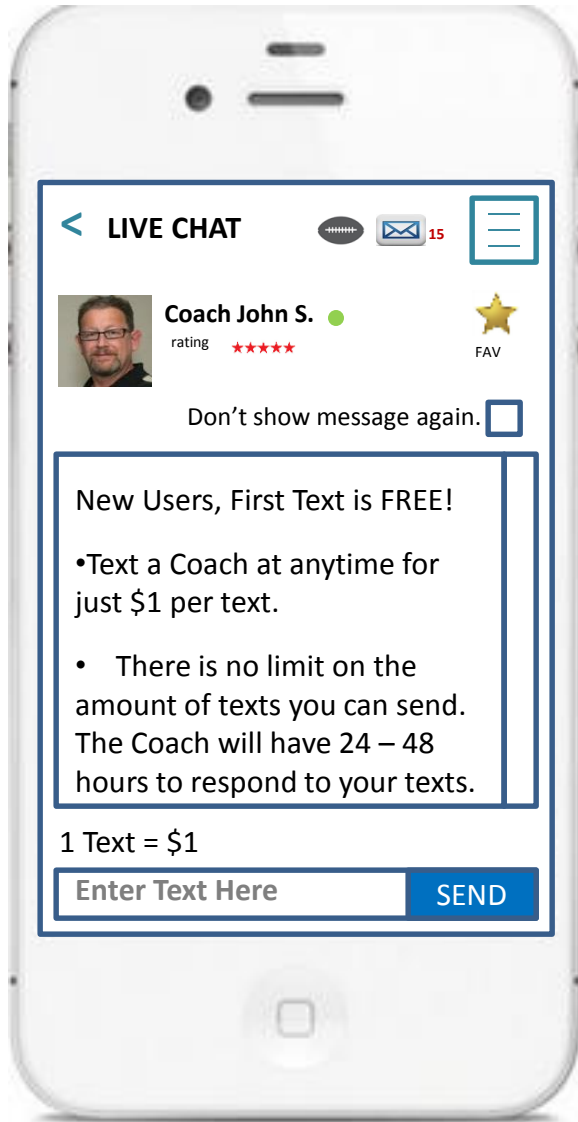 < LIVE CHAT 15
Coach John S.
rating ★★★★★
FAV
Don’t show message again.
New Users, First Text is FREE!
•Text a Coach at anytime for
just $1 per text.
• There is no limit on the
amount of texts you can send.
The Coach will have 24 – 48
hours to respond to your texts.
1 Text = $1
Enter Text Here SEND